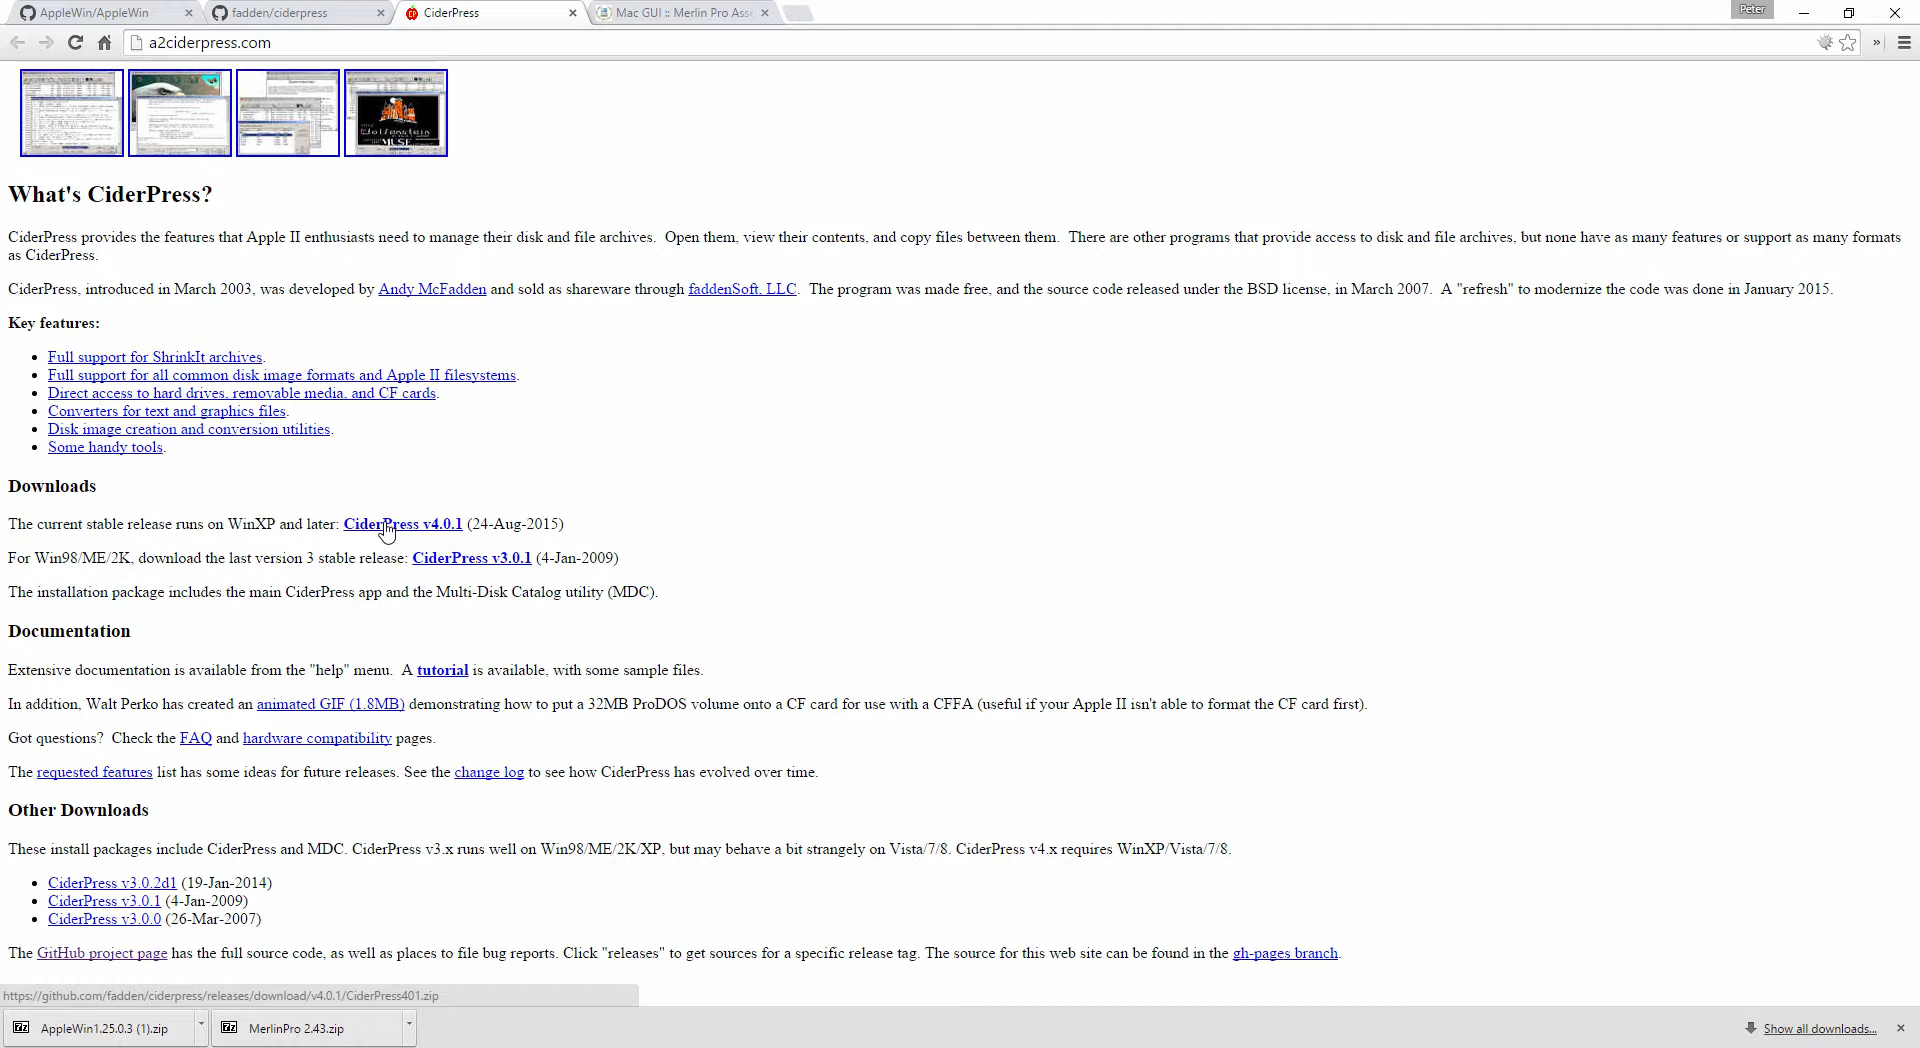 AppleWin/AppleWin
fadden/ciderpress
CiderPress
Mac GUI :: Merlin Pro Asse
Peter
a2ciderpress.com
Wolfenstein
MUSE
What's CiderPress?
CiderPress provides the features that Apple II enthusiasts need to manage their disk and file archives.  Open them, view their contents, and copy files between them.  There are other programs that provide access to disk and file archives, but none have as many features or support as many formats
as CiderPress.
CiderPress, introduced in March 2003, was developed by Andy McFadden and sold as shareware through faddenSoft, LLC.  The program was made free, and the source code released under the BSD license, in March 2007.  A "refresh" to modernize the code was done in January 2015.
Key features:
Full support for ShrinkIt archives.
Full support for all common disk image formats and Apple II filesystems.
Direct access to hard drives, removable media, and CF cards.
Converters for text and graphics files.
Disk image creation and conversion utilities.
Some handy tools.
Downloads
The current stable release runs on WinXP and later: CiderPress v4.0.1 (24-Aug-2015)
For Win98/ME/2K, download the last version 3 stable release: CiderPress v3.0.1 (4-Jan-2009)
The installation package includes the main CiderPress app and the Multi-Disk Catalog utility (MDC).
Documentation
Extensive documentation is available from the "help" menu.  A tutorial is available, with some sample files.
In addition, Walt Perko has created an animated GIF (1.8MB) demonstrating how to put a 32MB ProDOS volume onto a CF card for use with a CFFA (useful if your Apple II isn't able to format the CF card first).
Got questions?  Check the FAQ and hardware compatibility pages.
The requested features list has some ideas for future releases. See the change log to see how CiderPress has evolved over time.
Other Downloads
These install packages include CiderPress and MDC. CiderPress v3.x runs well on Win98/ME/2K/XP, but may behave a bit strangely on Vista/7/8. CiderPress v4.x requires WinXP/Vista/7/8.
CiderPress v3.0.2d1 (19-Jan-2014)
CiderPress v3.0.1 (4-Jan-2009)
CiderPress v3.0.0 (26-Mar-2007)
The GitHub project page has the full source code, as well as places to file bug reports. Click "releases" to get sources for a specific release tag. The source for this web site can be found in the gh-pages branch.
https://github.com/fadden/ciderpress/releases/download/v4.0.1/CiderPress401.zip
AppleWin1.25.0.3 (1).zip
MerlinPro 2.43.zip
Show all downloads...